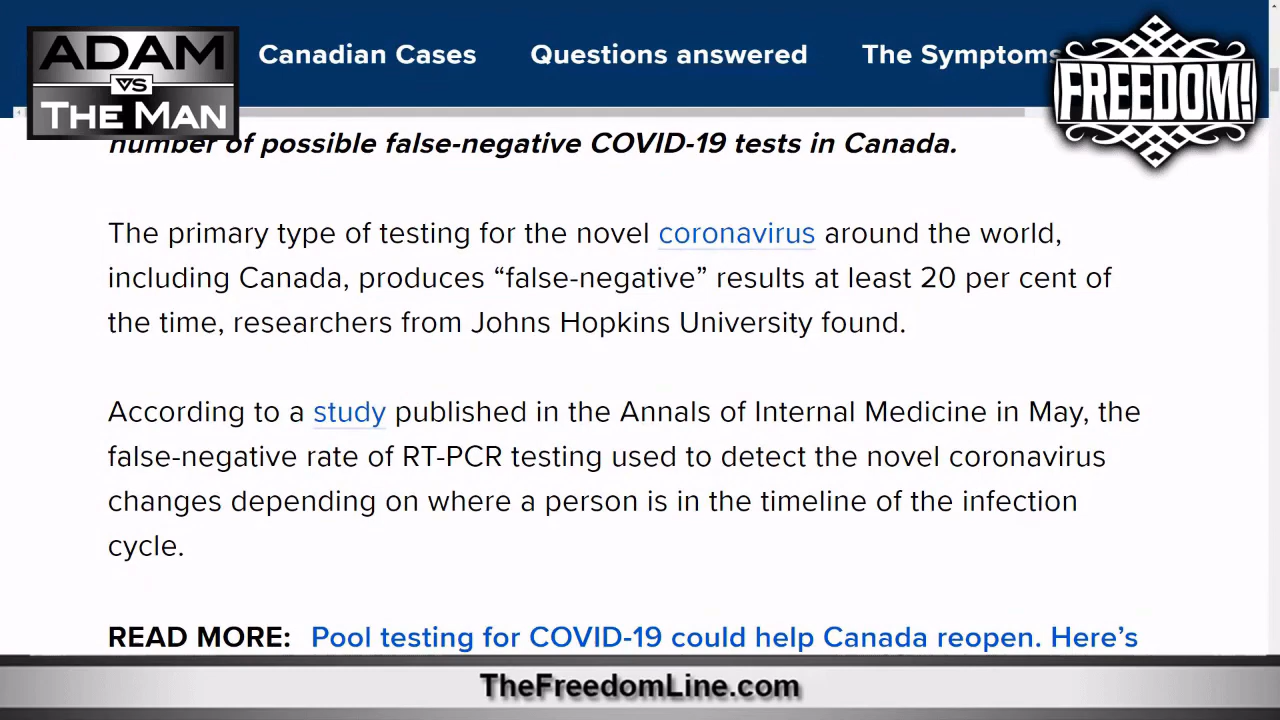 ADAM
VS
THE MAN
Canadian Cases Questions answered The Symptoms
FREEDOM!
number of possible false-negative COVID-19 tests in Canada.
The primary type of testing for the novel coronavirus around the world,
including Canada, produces “false-negative” results at least 20 per cent of
the time, researchers from Johns Hopkins University found.
According to a study published in the Annals of Internal Medicine in May, the
false-negative rate of RT-PCR testing used to detect the novel coronavirus
changes depending on where a person is in the timeline of the infection
cycle.
READ MORE: Pool testing for COVID-19 could help Canada reopen. Here’s
TheFreedomLine.com